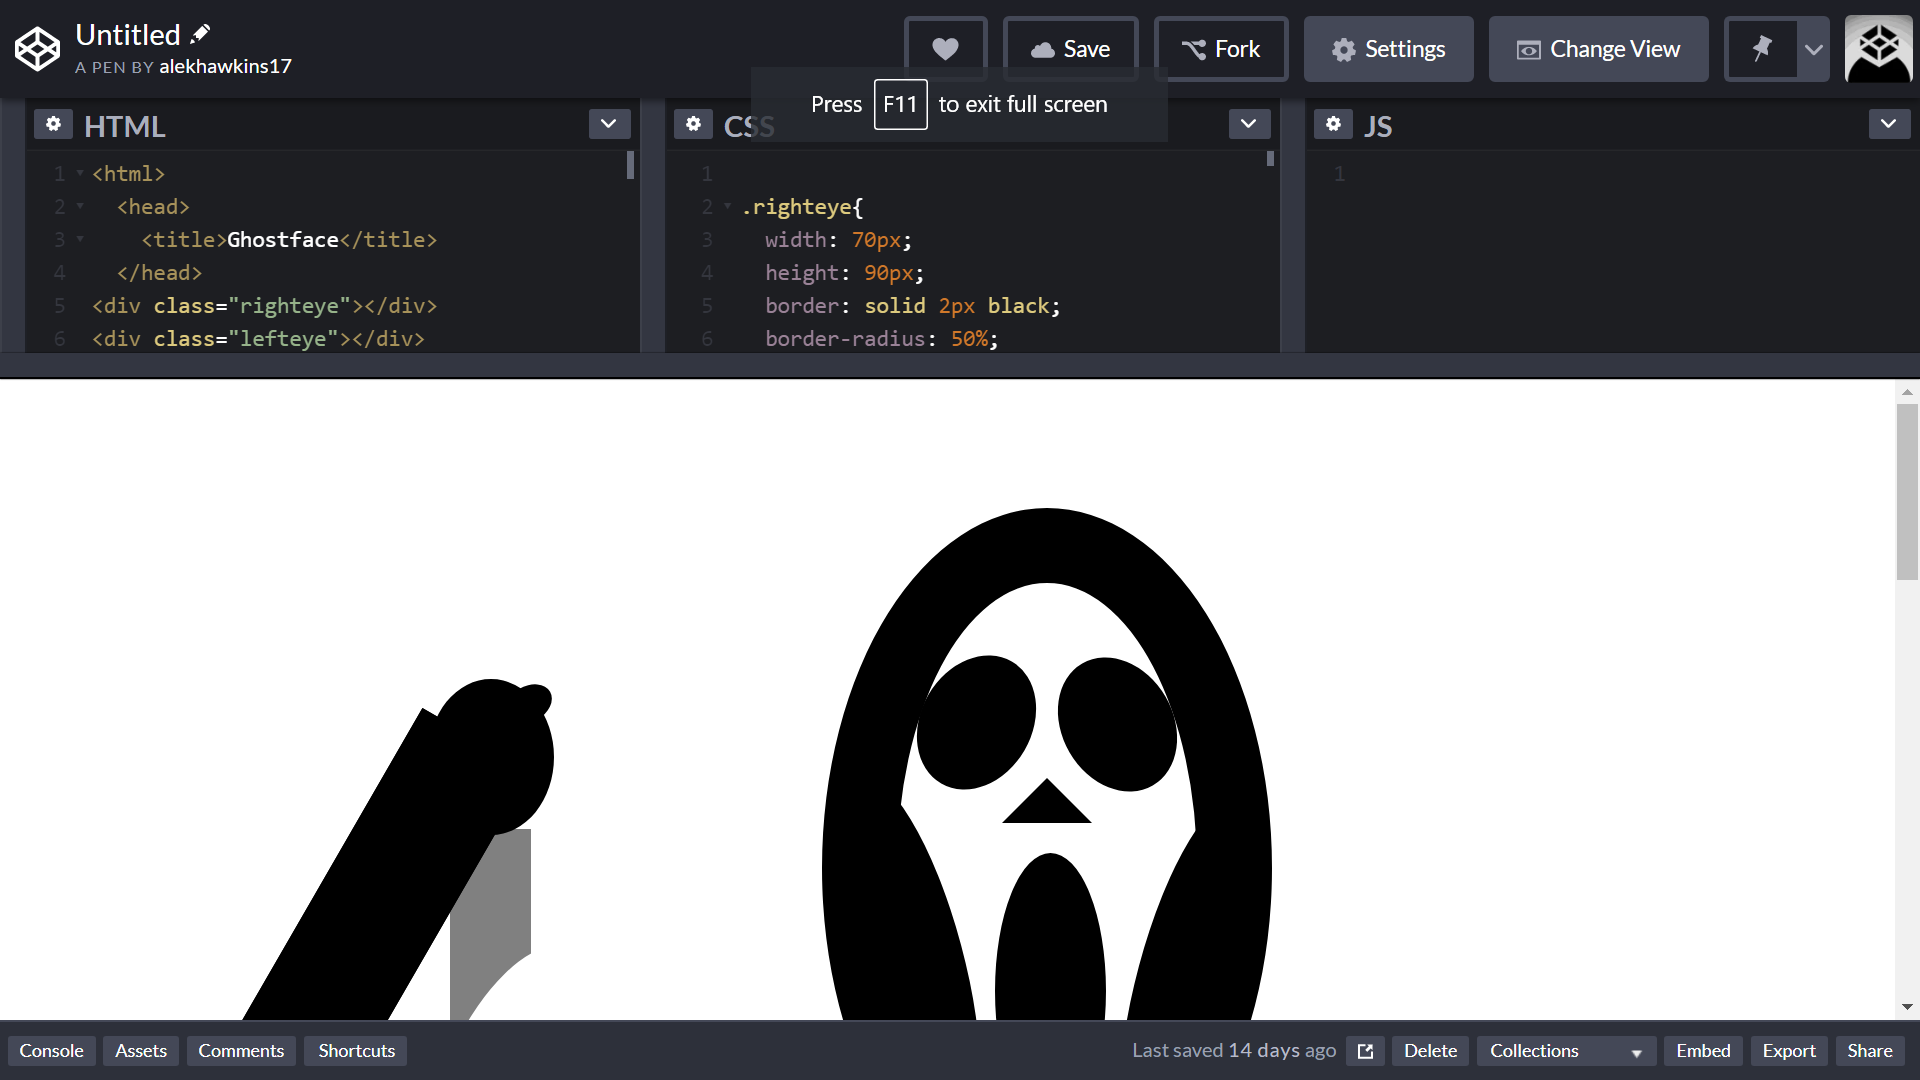 Untitled
A PEN BY alekhawkins17
Save
Fork
Settings
Change View
Press F11 to exit full screen
HTML
1 <html>
2 <head>
3 <title>Ghostface</title>
4 </head>
5 <div class="righteye"></div>
6 <div class="lefteye"></div>
CSS
1
2 .righteye{
3 width: 70px;
4 height: 90px;
5 border: solid 2px black;
6 border-radius: 50%;
JS
1
Console
Assets
Comments
Shortcuts
Last saved 14 days ago
Delete
Collections
Embed
Export
Share